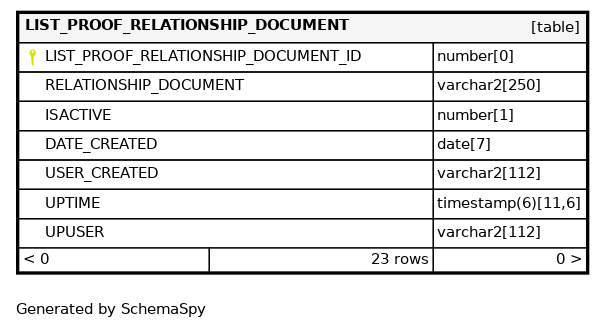 LIST_PROOF_RELATIONSHIP_DOCUMENT [table]
LIST_PROOF_RELATIONSHIP_DOCUMENT_ID number[0]
RELATIONSHIP_DOCUMENT varchar2[250]
ISACTIVE number[1]
DATE_CREATED date[7]
USER_CREATED varchar2[112]
UPTIME timestamp(6)[11,6]
UPUSER varchar2[112]
< 0 23 rows 0 >
Generated by SchemaSpy